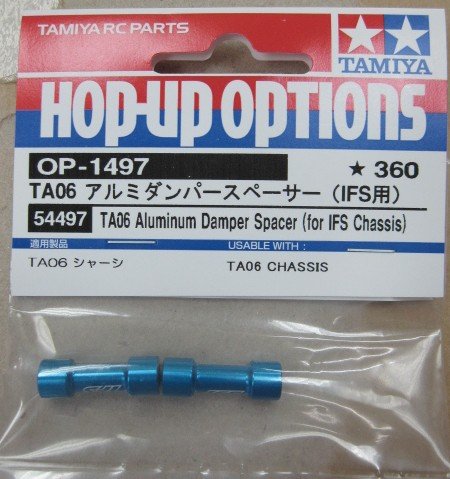 TAMIYA RC PARTS
TAMIYA
HOP-UP OPTIONS
OP-1497
★ 360
TA06 アルミダンパースペーサー（IFS用）
54497 TA06 Aluminum Damper Spacer (for IFS Chassis)
適用製品 USABLE WITH :
TA06 シャーシ TA06 CHASSIS